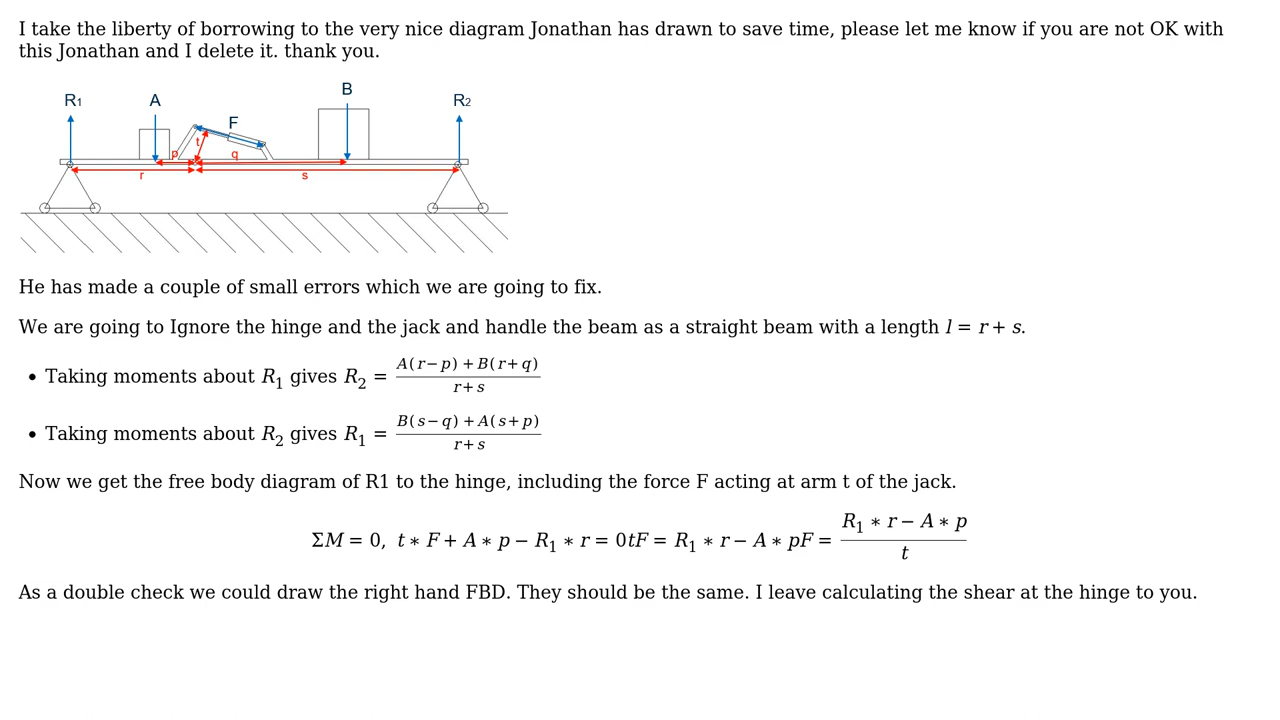 I take the liberty of borrowing to the very nice diagram Jonathan has drawn to save time, please let me know if you are not OK with
this Jonathan and I delete it. thank you.
R1 A B R2
F
t
p q
r s
He has made a couple of small errors which we are going to fix.
We are going to Ignore the hinge and the jack and handle the beam as a straight beam with a length l = r + s.
• Taking moments about R₁ gives R₂ = (A(r−p)+B(r+q))/(r+s)
• Taking moments about R₂ gives R₁ = (B(s−q)+A(s+p))/(r+s)
Now we get the free body diagram of R1 to the hinge, including the force F acting at arm t of the jack.
ΣM = 0, t ∗ F + A ∗ p − R₁ ∗ r = 0tF = R₁ ∗ r − A ∗ pF = (R₁ ∗ r − A ∗ p)/t
As a double check we could draw the right hand FBD. They should be the same. I leave calculating the shear at the hinge to you.